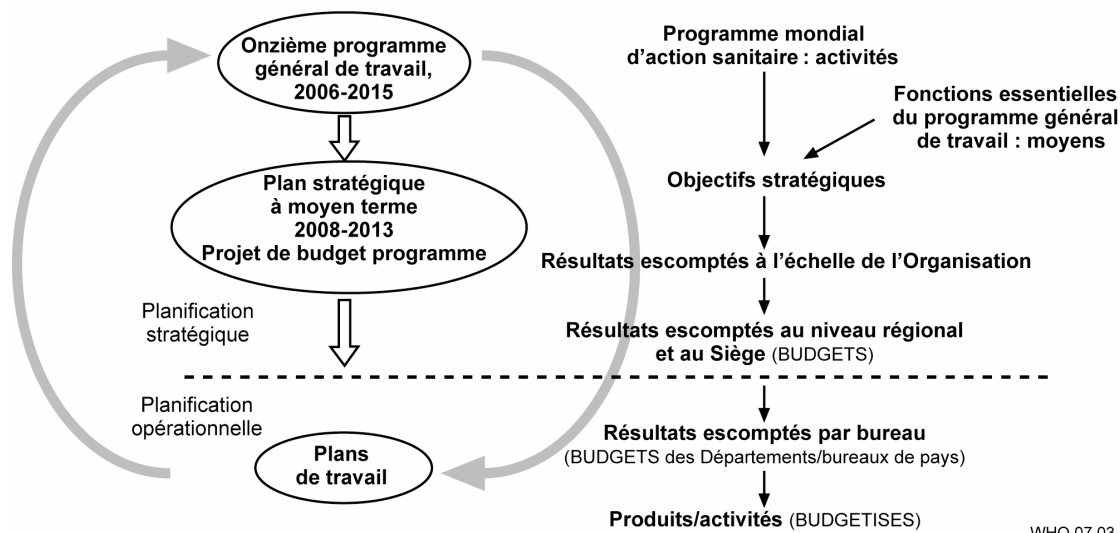 Onzième programme
général de travail,
2006-2015
Plan stratégique
à moyen terme
2008-2013
Projet de budget programme
Planification
stratégique
Planification
opérationnelle
Plans
de travail
Programme mondial
d'action sanitaire : activités
Fonctions essentielles
du programme général
de travail : moyens
Objectifs stratégiques
Résultats escomptés à l'échelle de l'Organisation
Résultats escomptés au niveau régional
et au Siège (BUDGETS)
Résultats escomptés par bureau
(BUDGETS des Départements/bureaux de pays)
Produits/activités (BUDGETISES)
WHO 07.03